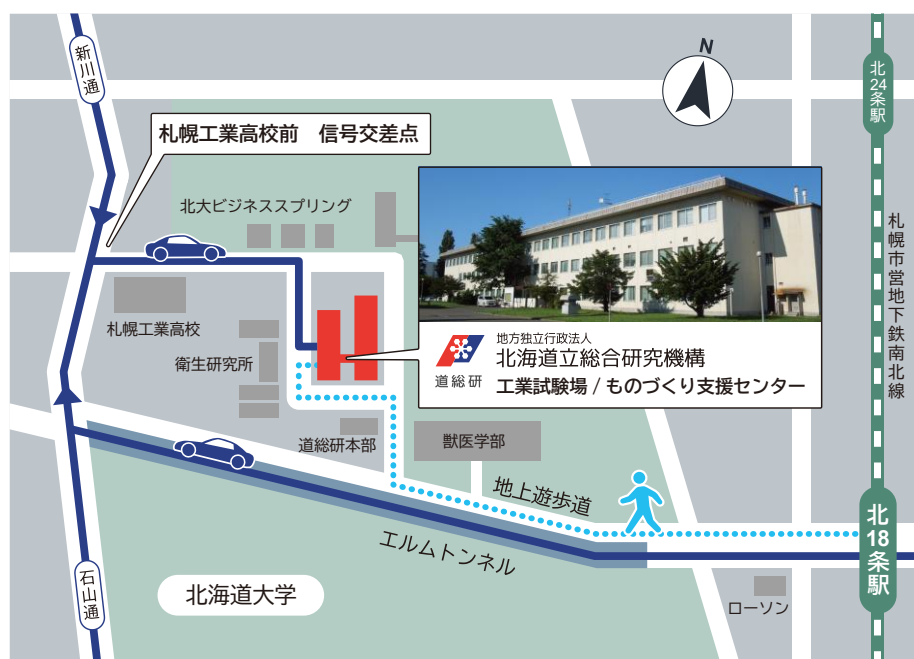 N
新川通
北24条駅
札幌工業高校前　信号交差点
北大ビジネススプリング
札幌市営地下鉄南北線
札幌工業高校
衛生研究所
道総研
地方独立行政法人
北海道立総合研究機構
工業試験場 / ものづくり支援センター
道総研本部
獣医学部
地上遊歩道
エルムトンネル
北18条駅
石山通
北海道大学
ローソン